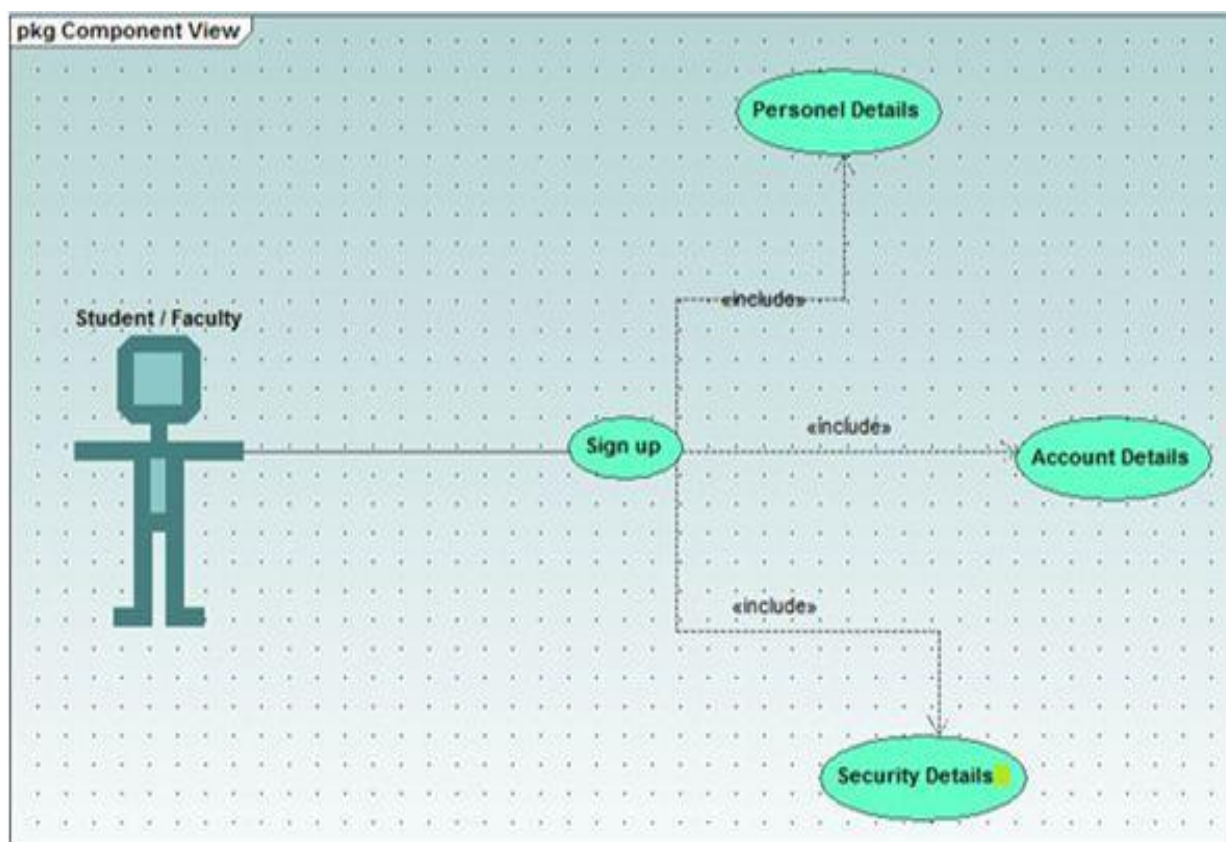 pkg Component View
Personel Details
«include»
Student / Faculty
«include»
Sign up
Account Details
«include»
Security Details